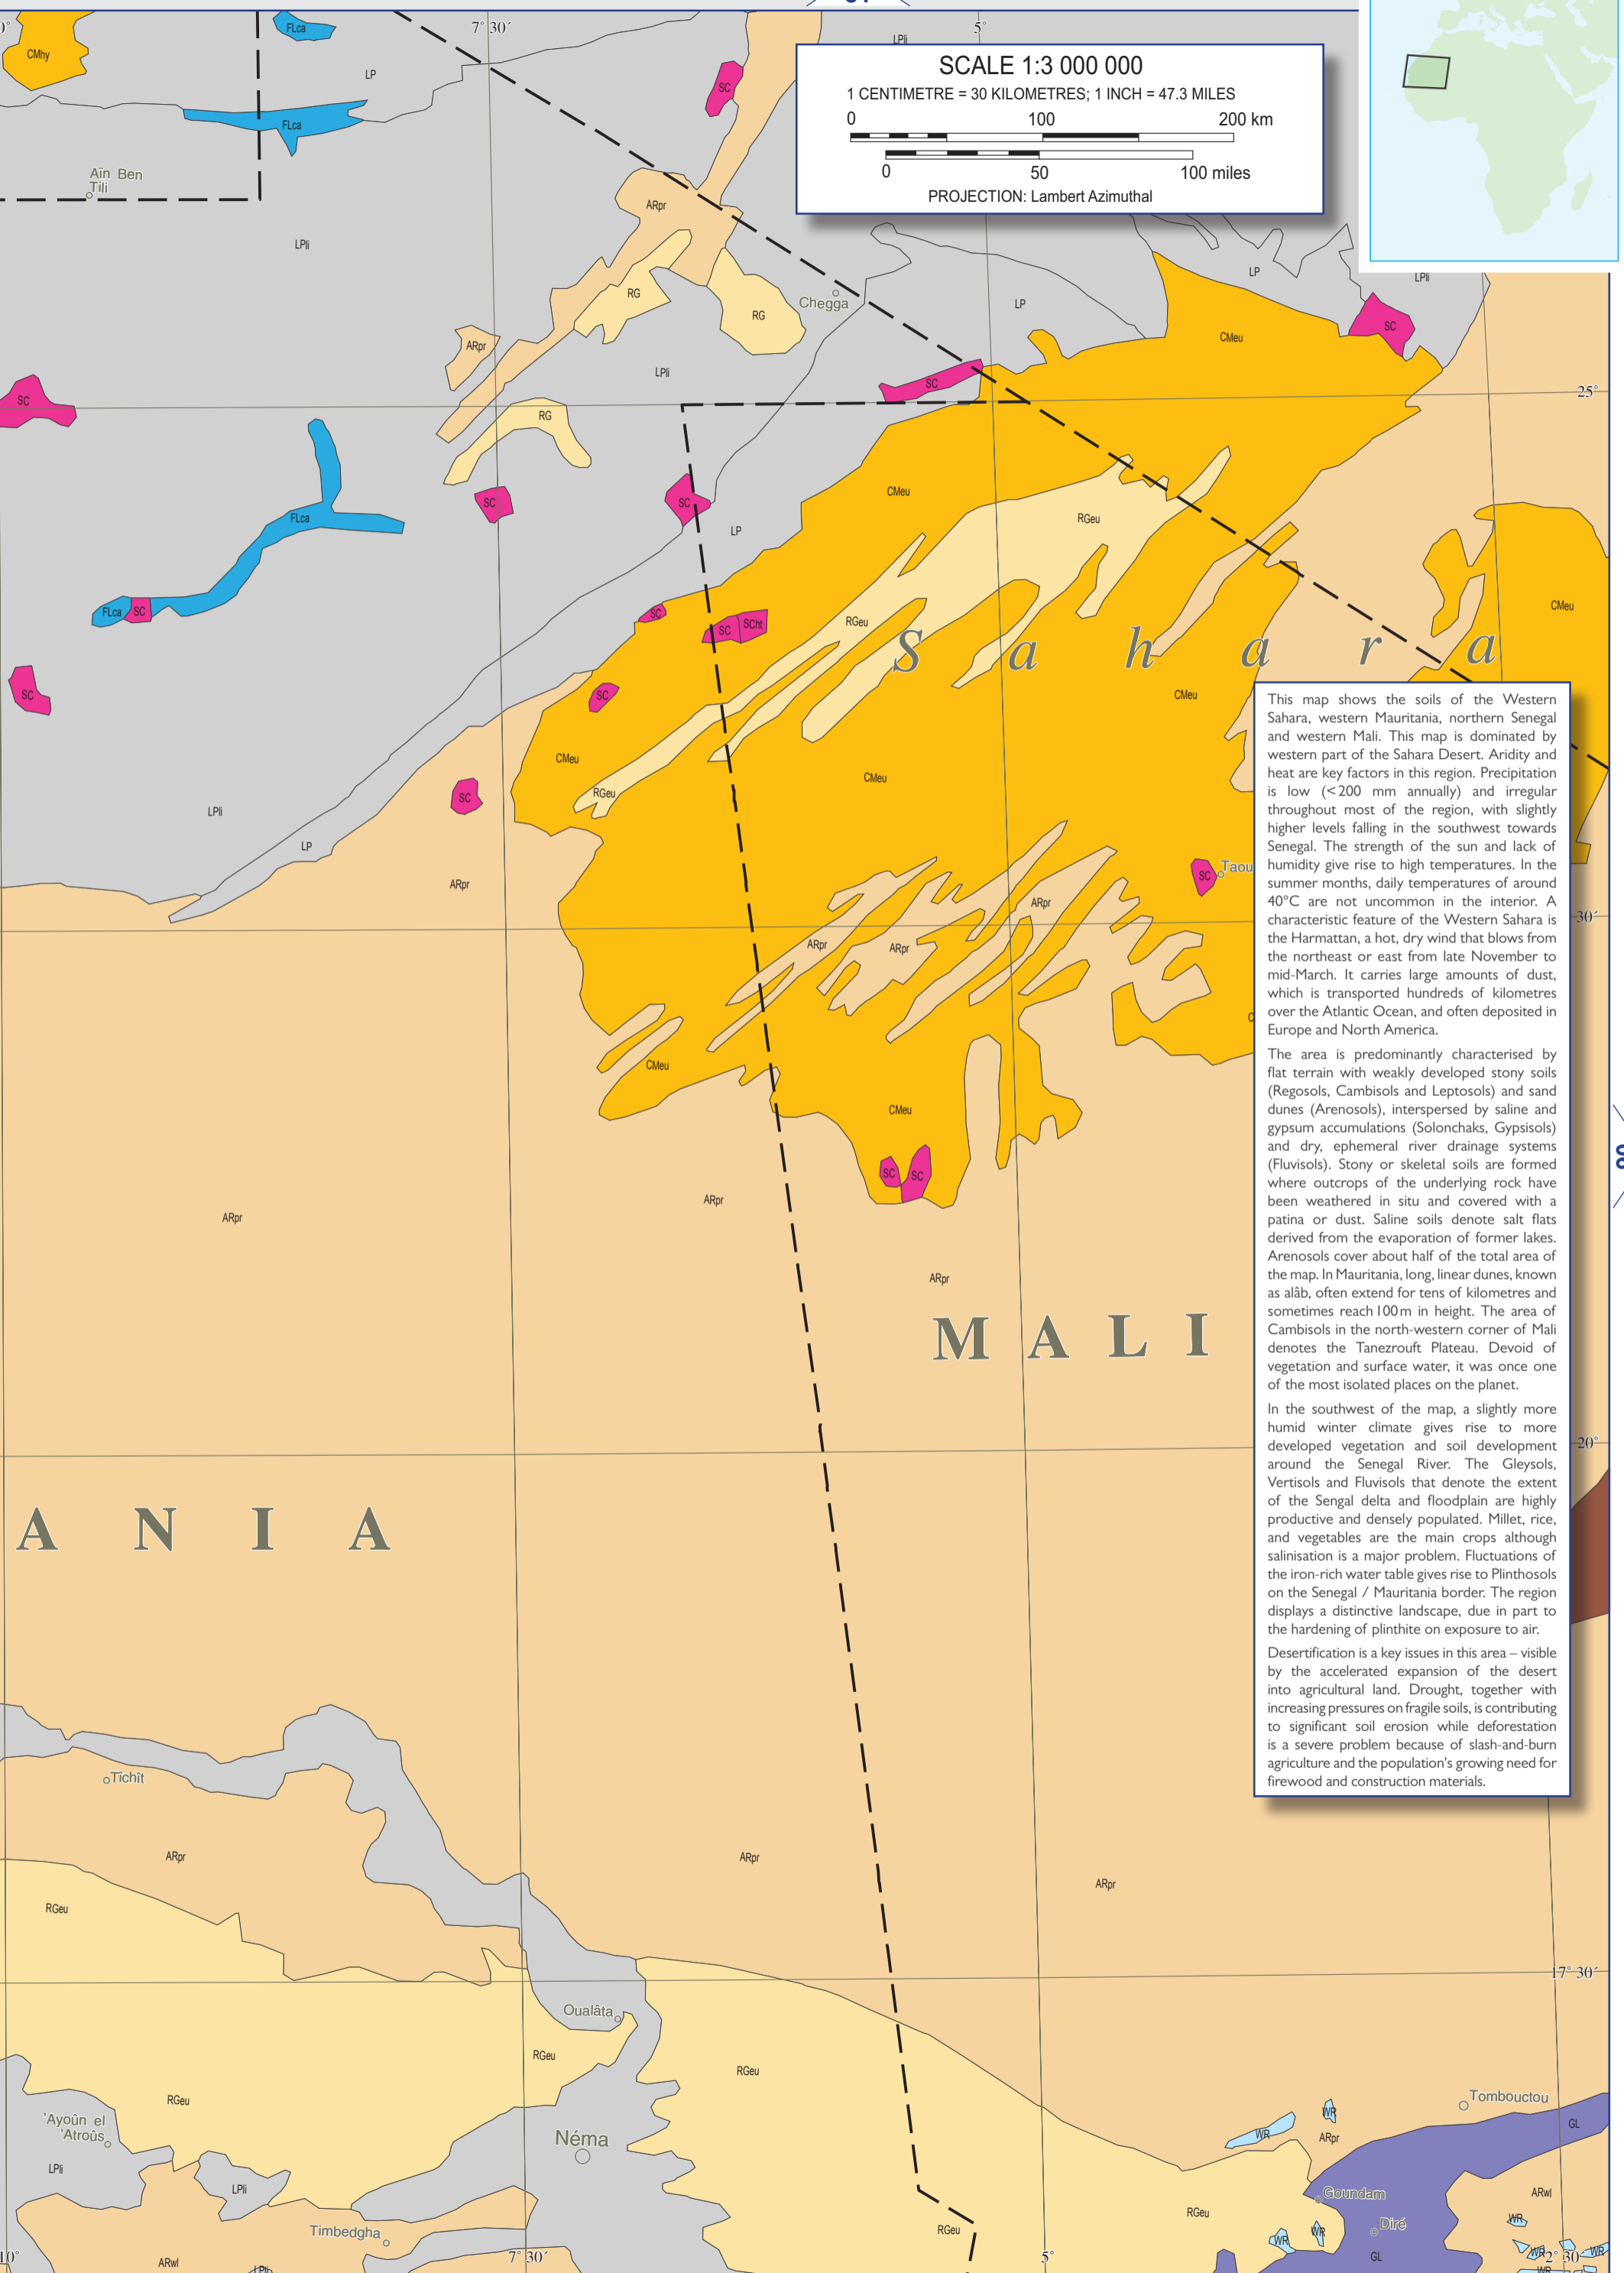 0°
7° 30´
5°
SCALE 1:3 000 000
1 CENTIMETRE = 30 KILOMETRES; 1 INCH = 47.3 MILES
0 100 200 km
0 50 100 miles
PROJECTION: Lambert Azimuthal
CMhy
FLca
LP
LPli
SC
FLca
Aïn Ben
Tili
LPli
ARpr
RG
RG
Chegga
LP
LP
LPli
SC
CMeu
ARpr
LPli
SC
SC
RG
25°
CMeu
SC
SC
LP
RGeu
FLca
FLca
SC
SC
SC
SCht
RGeu
CMeu
Sahara
SC
SC
CMeu
CMeu
CMeu
RGeu
SC
LPli
LP
ARpr
SC
Taou
ARpr
ARpr
ARpr
30´
CMeu
CMeu
SC
SC
ARpr
ARpr
ARpr
MALI
20°
ANIA
This map shows the soils of the Western
Sahara, western Mauritania, northern Senegal
and western Mali. This map is dominated by
western part of the Sahara Desert. Aridity and
heat are key factors in this region. Precipitation
is low (<200 mm annually) and irregular
throughout most of the region, with slightly
higher levels falling in the southwest towards
Senegal. The strength of the sun and lack of
humidity give rise to high temperatures. In the
summer months, daily temperatures of around
40°C are not uncommon in the interior. A
characteristic feature of the Western Sahara is
the Harmattan, a hot, dry wind that blows from
the northeast or east from late November to
mid-March. It carries large amounts of dust,
which is transported hundreds of kilometres
over the Atlantic Ocean, and often deposited in
Europe and North America.
The area is predominantly characterised by
flat terrain with weakly developed stony soils
(Regosols, Cambisols and Leptosols) and sand
dunes (Arenosols), interspersed by saline and
gypsum accumulations (Solonchaks, Gypsisols)
and dry, ephemeral river drainage systems
(Fluvisols). Stony or skeletal soils are formed
where outcrops of the underlying rock have
been weathered in situ and covered with a
patina or dust. Saline soils denote salt flats
derived from the evaporation of former lakes.
Arenosols cover about half of the total area of
the map. In Mauritania, long, linear dunes, known
as alâb, often extend for tens of kilometres and
sometimes reach 100 m in height. The area of
Cambisols in the north-western corner of Mali
denotes the Tanezrouft Plateau. Devoid of
vegetation and surface water, it was once one
of the most isolated places on the planet.
In the southwest of the map, a slightly more
humid winter climate gives rise to more
developed vegetation and soil development
around the Senegal River. The Gleysols,
Vertisols and Fluvisols that denote the extent
of the Sengal delta and floodplain are highly
productive and densely populated. Millet, rice,
and vegetables are the main crops although
salinisation is a major problem. Fluctuations of
the iron-rich water table gives rise to Plinthosols
on the Senegal / Mauritania border. The region
displays a distinctive landscape, due in part to
the hardening of plinthite on exposure to air.
Desertification is a key issues in this area – visible
by the accelerated expansion of the desert
into agricultural land. Drought, together with
increasing pressures on fragile soils, is contributing
to significant soil erosion while deforestation
is a severe problem because of slash-and-burn
agriculture and the population's growing need for
firewood and construction materials.
Tichît
ARpr
ARpr
ARpr
RGeu
17° 30´
Oualâta
RGeu
RGeu
RGeu
'Ayoûn el
'Atroûs
Néma
LPli
LPli
Tombouctou
GL
WR
WR
ARpr
Goundam
ARwl
Diré
RGeu
RGeu
WR
WR
WR
Timbedgha
ARwl
LPli
GL
WR
WR
WR
10°
7° 30´
5°
2° 30´